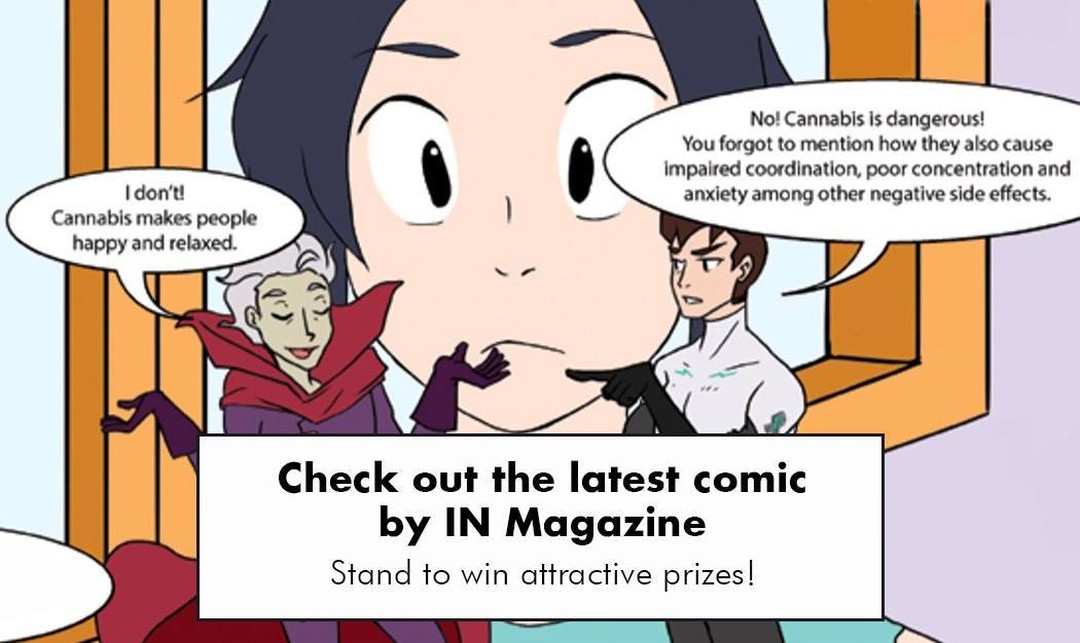 I don't!
Cannabis makes people
happy and relaxed.
No! Cannabis is dangerous!
You forgot to mention how they also cause
impaired coordination, poor concentration and
anxiety among other negative side effects.
Check out the latest comic
by IN Magazine
Stand to win attractive prizes!